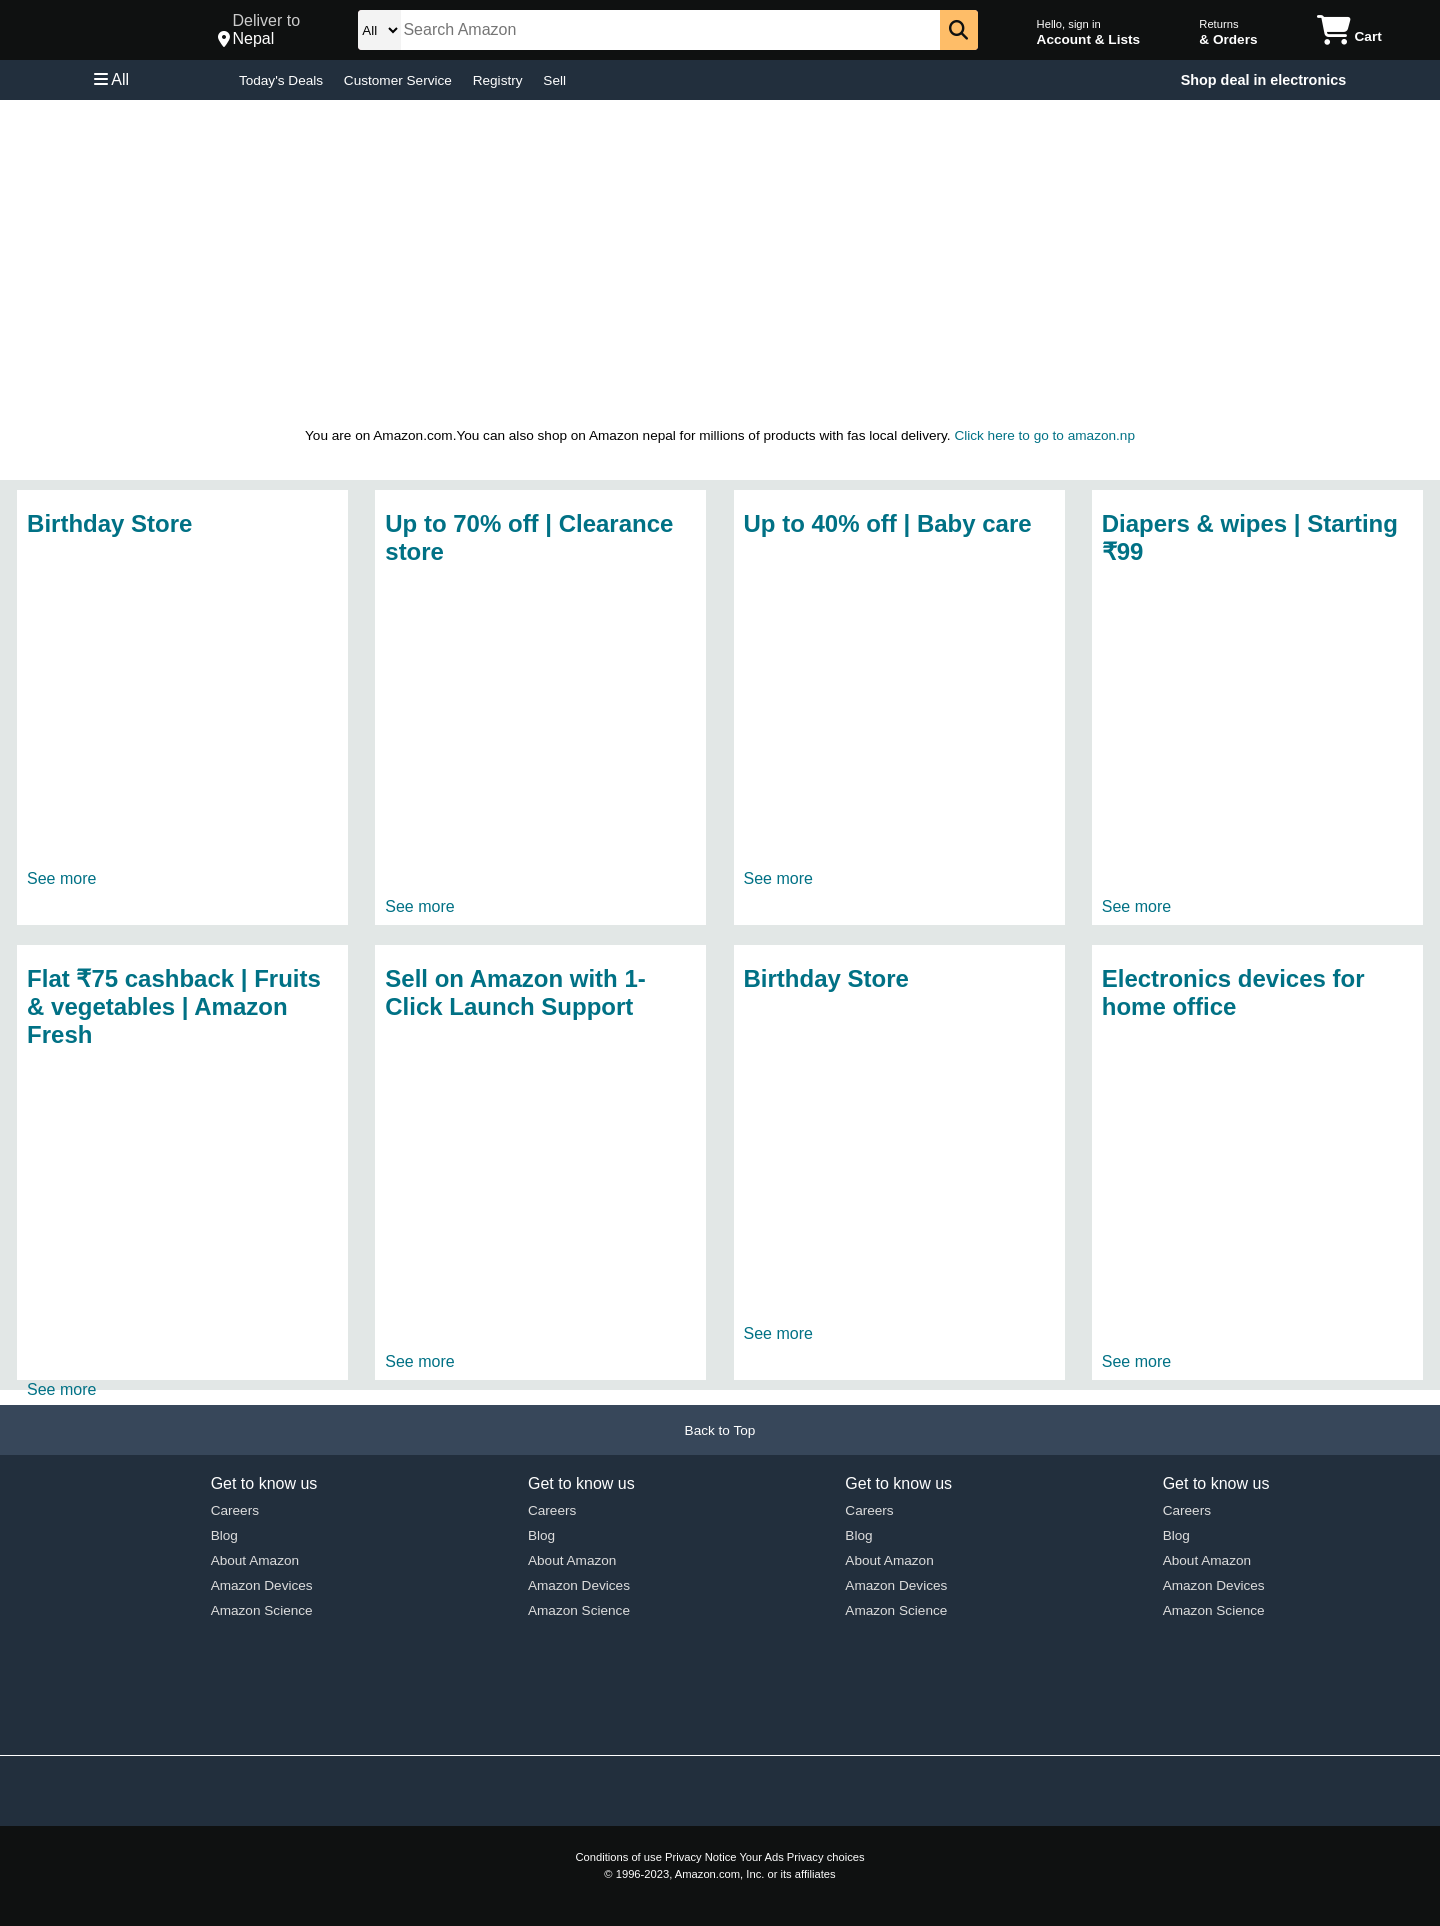 Deliver to
Nepal
All
Search Amazon
Hello, sign in
Account & Lists
Returns
& Orders
Cart
All
Today's Deals
Customer Service
Registry
Sell
Shop deal in electronics
You are on Amazon.com.You can also shop on Amazon nepal for millions of products with fas local delivery. Click here to go to amazon.np
Birthday Store
See more
Up to 70% off | Clearance
store
See more
Up to 40% off | Baby care
See more
Diapers & wipes | Starting
₹99
See more
Flat ₹75 cashback | Fruits
& vegetables | Amazon
Fresh
See more
Sell on Amazon with 1-
Click Launch Support
See more
Birthday Store
See more
Electronics devices for
home office
See more
Back to Top
Get to know us
Careers
Blog
About Amazon
Amazon Devices
Amazon Science
Get to know us
Careers
Blog
About Amazon
Amazon Devices
Amazon Science
Get to know us
Careers
Blog
About Amazon
Amazon Devices
Amazon Science
Get to know us
Careers
Blog
About Amazon
Amazon Devices
Amazon Science
Conditions of use Privacy Notice Your Ads Privacy choices
© 1996-2023, Amazon.com, Inc. or its affiliates